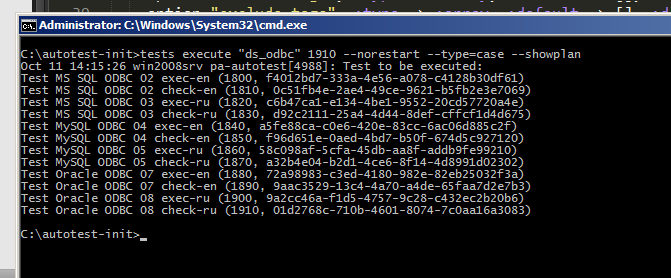 Administrator: C:\Windows\System32\cmd.exe
C:\autotest-init>tests execute "ds_odbc" 1910 --norestart --type=case --showplan
Oct 11 14:15:26 win2008srv pa-autotest[4988]: Test to be executed:
Test MS SQL ODBC 02 exec-en (1800, f4012bd7-333a-4e56-a078-c4128b30df61)
Test MS SQL ODBC 02 check-en (1810, 0c51fb4e-2ae4-49ce-9621-b5fb2e3e7069)
Test MS SQL ODBC 03 exec-ru (1820, c6b47ca1-e134-4be1-9552-20cd57720a4e)
Test MS SQL ODBC 03 check-ru (1830, d92c2111-25a4-4d44-8def-cffcf1d4d675)
Test MySQL ODBC 04 exec-en (1840, a5fe88ca-c0e6-420e-83cc-6ac06d885c2f)
Test MySQL ODBC 04 check-en (1850, f96d651e-0aed-4bd7-b50f-674d5c927120)
Test MySQL ODBC 05 exec-ru (1860, 58c098af-5cfa-45db-aa8f-addb9fe99210)
Test MySQL ODBC 05 check-ru (1870, a32b4e04-b2d1-4ce6-8f14-4d8991d02302)
Test Oracle ODBC 07 exec-en (1880, 72a98983-c3ed-4180-982e-82eb25032f3a)
Test Oracle ODBC 07 check-en (1890, 9aac3529-13c4-4a70-a4de-65faa7d2e7b3)
Test Oracle ODBC 08 exec-ru (1900, 9a2cc46a-f1d5-4757-9c28-c432ec2b20b6)
Test Oracle ODBC 08 check-ru (1910, 01d2768c-710b-4601-8074-7c0aa16a3083)
C:\autotest-init>_